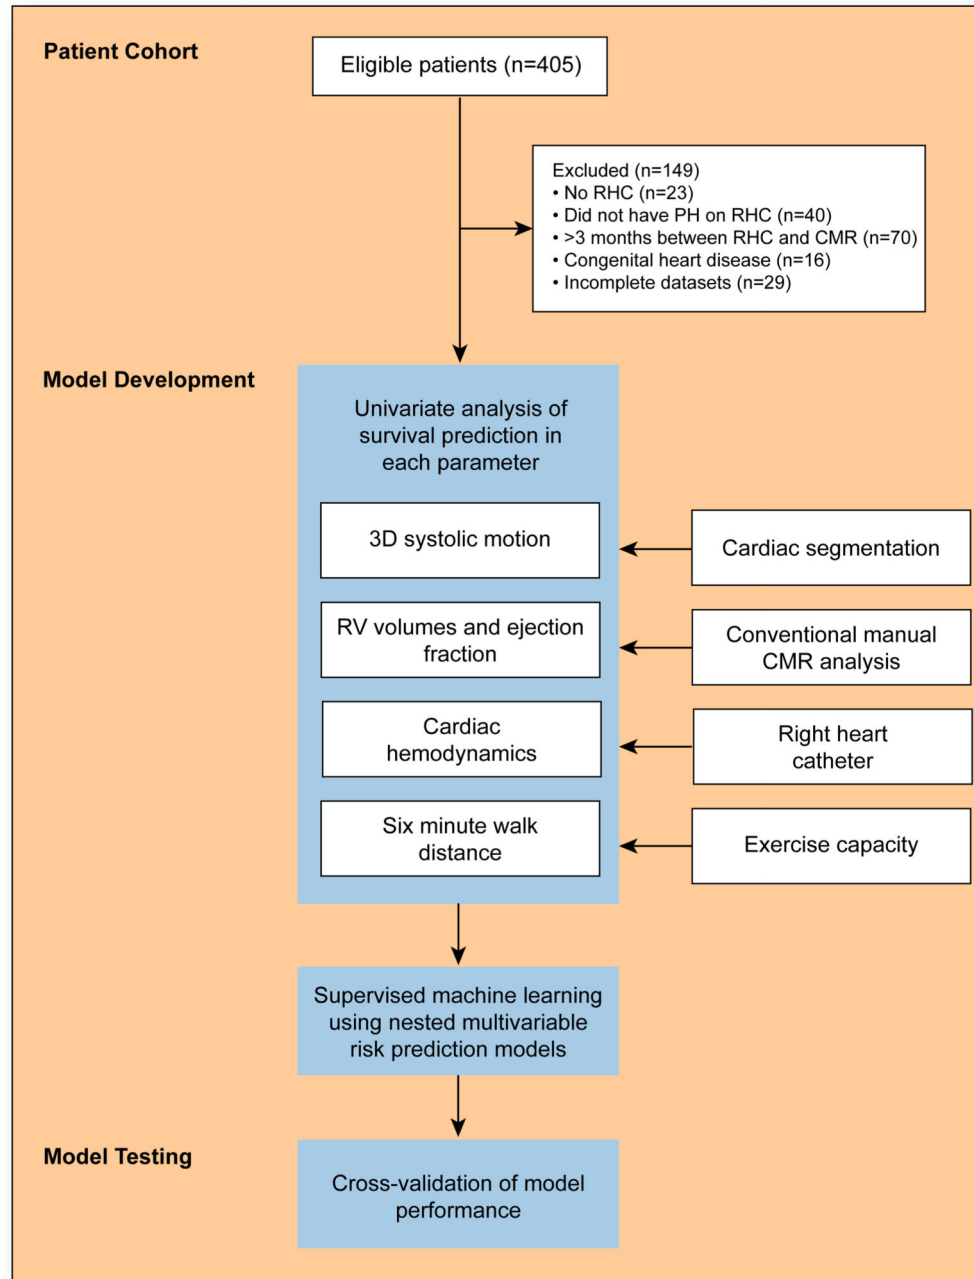 Patient Cohort
Eligible patients (n=405)
Excluded (n=149)
• No RHC (n=23)
• Did not have PH on RHC (n=40)
• >3 months between RHC and CMR (n=70)
• Congenital heart disease (n=16)
• Incomplete datasets (n=29)
Model Development
Univariate analysis of
survival prediction in
each parameter
3D systolic motion
Cardiac segmentation
RV volumes and ejection
fraction
Conventional manual
CMR analysis
Cardiac
hemodynamics
Right heart
catheter
Six minute walk
distance
Exercise capacity
Supervised machine learning
using nested multivariable
risk prediction models
Model Testing
Cross-validation of model
performance